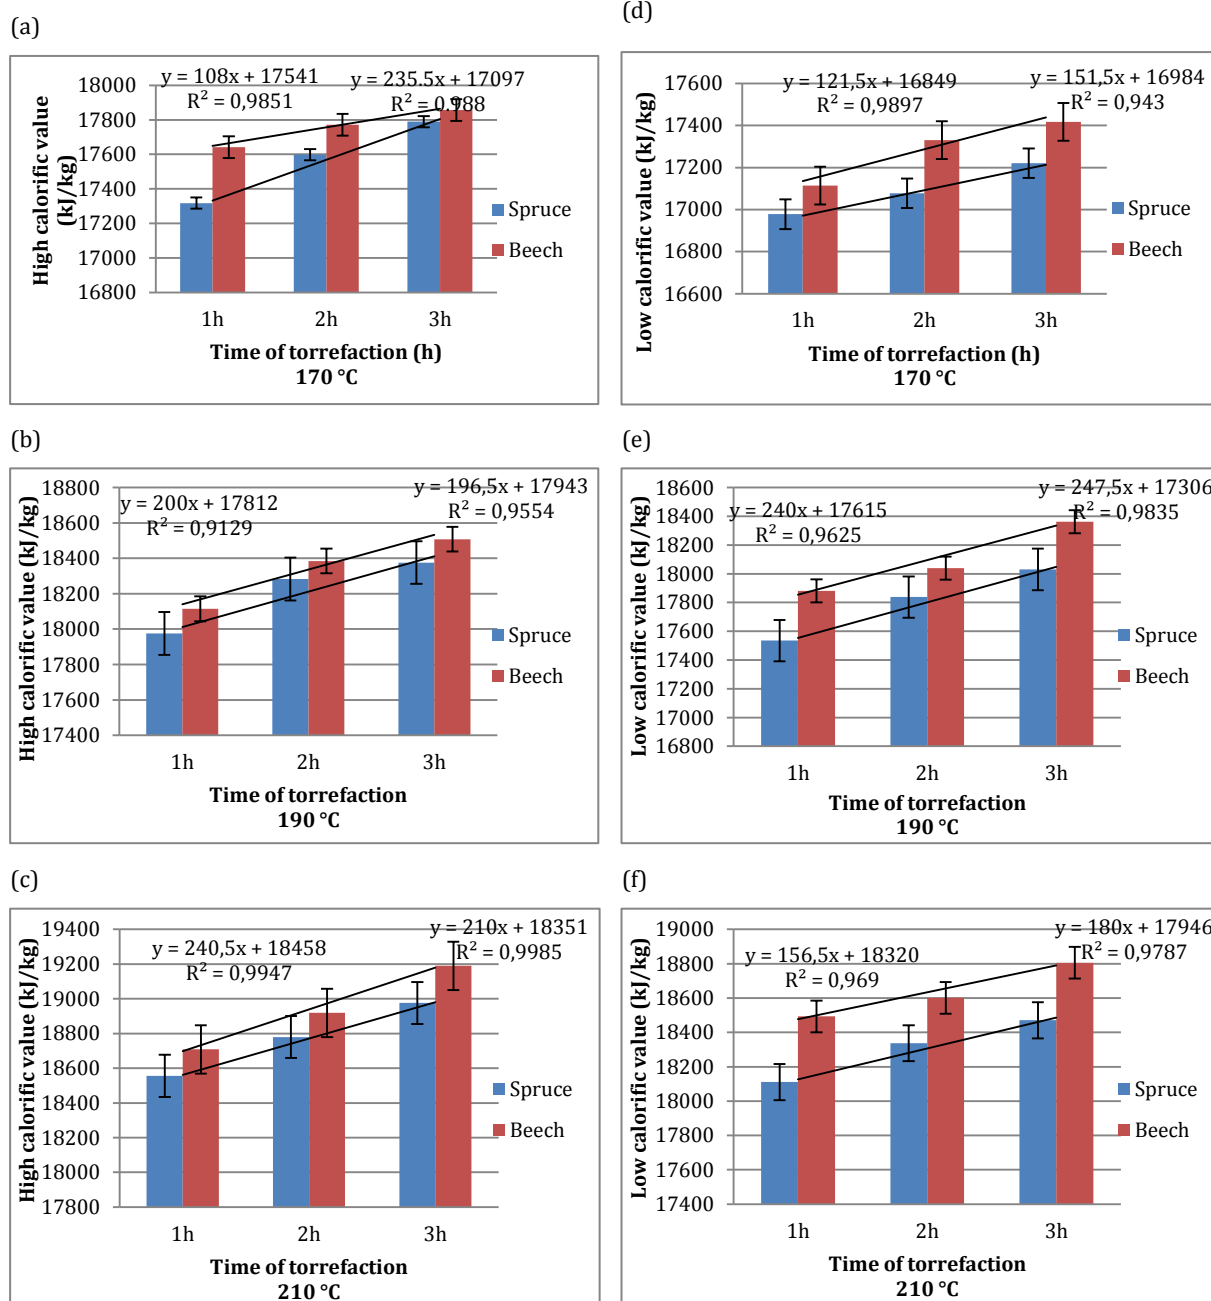 (a)
y = 108x + 17541
R² = 0,9851
235.5x + 17097
R² = 0,988
High calorific value
(kJ/kg)
18000
17800
17600
17400
17200
17000
16800
1h
2h
3h
Spruce
Beech
Time of torrefaction (h)
170 °C
(d)
y = 121,5x + 16849
R² = 0,9897
y = 151,5x + 16984
R² = 0,943
Low calorific value (kJ/kg)
17600
17400
17200
17000
16800
16600
1h
2h
3h
Spruce
Beech
Time of torrefaction (h)
170 °C
(b)
y = 200x + 17812
R² = 0,9129
y = 196,5x + 17943
R² = 0,9554
High calorific value (kJ/kg)
18800
18600
18400
18200
18000
17800
17600
17400
1h
2h
3h
Spruce
Beech
Time of torrefaction
190 °C
(e)
y = 240x + 17615
R² = 0,9625
y = 247,5x + 17306
R² = 0,9835
Low calorific value (kJ/kg)
18600
18400
18200
18000
17800
17600
17400
17200
17000
16800
1h
2h
3h
Spruce
Beech
Time of torrefaction
190 °C
(c)
y = 240,5x + 18458
R² = 0,9947
y = 210x + 18351
R² = 0,9985
High calorific value (kJ/kg)
19400
19200
19000
18800
18600
18400
18200
18000
17800
1h
2h
3h
Spruce
Beech
Time of torrefaction
210 °C
(f)
y = 156,5x + 18320
R² = 0,969
y = 180x + 17946
R² = 0,9787
Low calorific value (kJ/kg)
19000
18800
18600
18400
18200
18000
17800
17600
17400
1h
2h
3h
Spruce
Beech
Time of torrefaction
210 °C